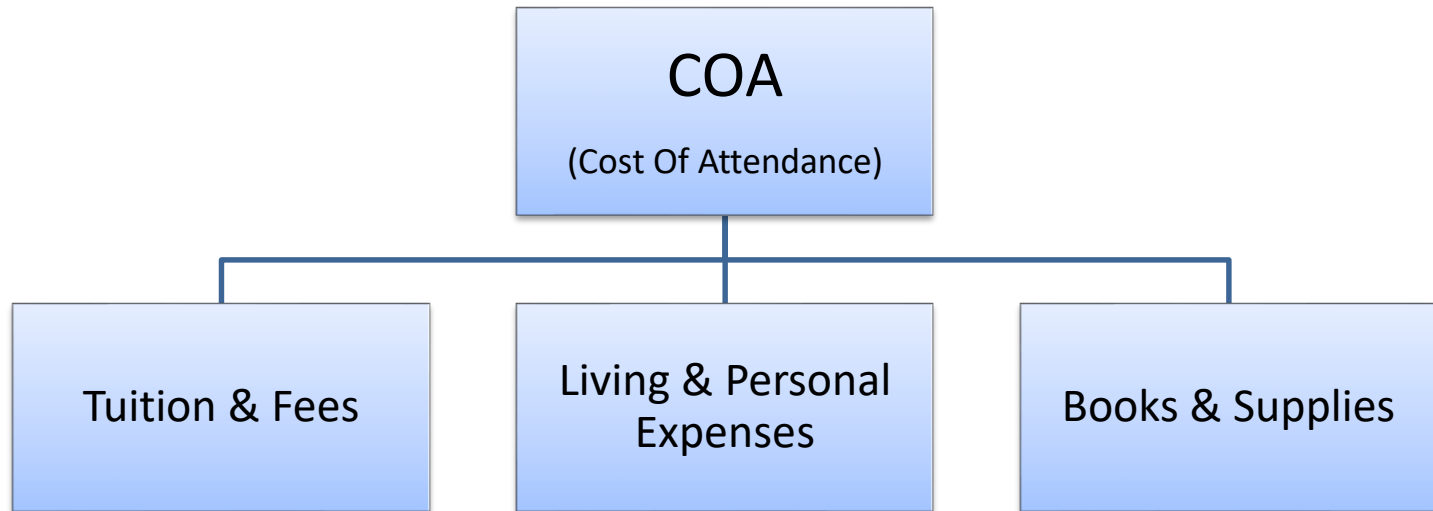 COA
(Cost Of Attendance)
Tuition & Fees
Living & Personal
Expenses
Books & Supplies